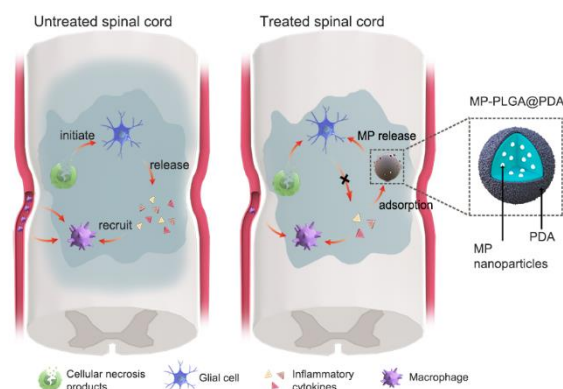 Untreated spinal cord
Treated spinal cord
MP-PLGA@PDA
initiate
release
recruit
MP release
adsorption
MP
nanoparticles
PDA
Cellular necrosis
products
Glial cell
Inflammatory
cytokines
Macrophage